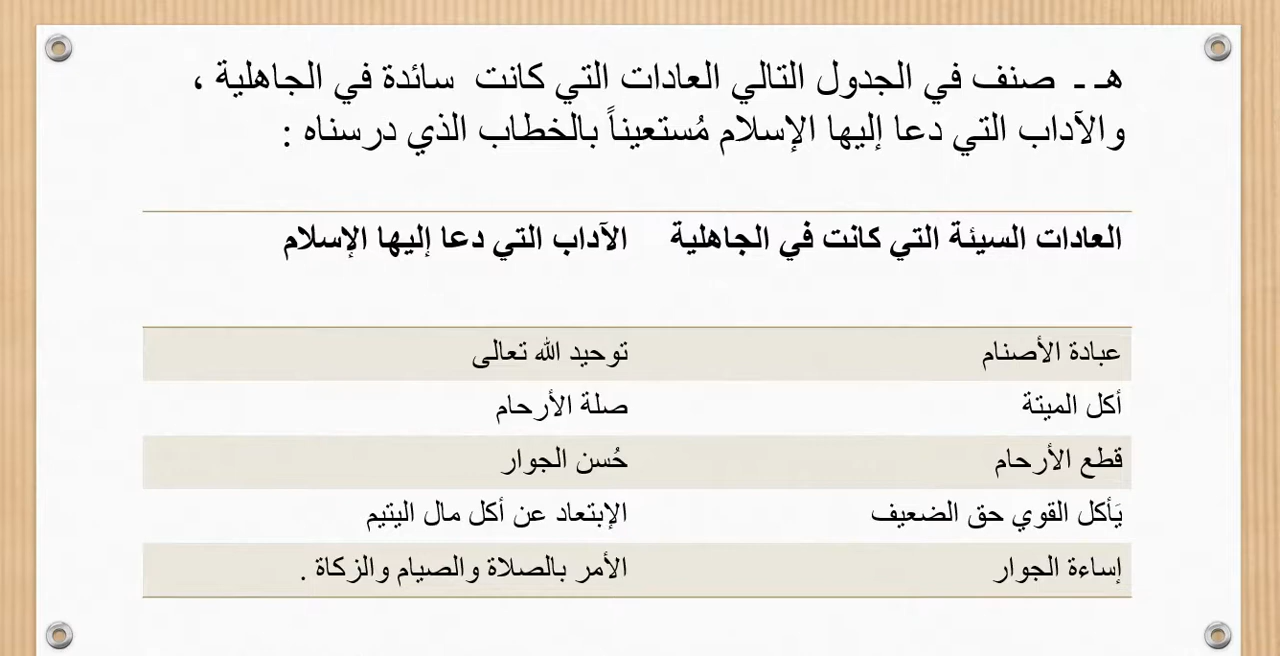 هـ ـ صنف في الجدول التالي العادات التي كانت سائدة في الجاهلية ،
والآداب التي دعا إليها الإسلام مُستعيناً بالخطاب الذي درسناه :
العادات السيئة التي كانت في الجاهلية الآداب التي دعا إليها الإسلام
عبادة الأصنام توحيد الله تعالى
أكل الميتة صلة الأرحام
قطع الأرحام حُسن الجوار
يَأكل القوي حق الضعيف الإبتعاد عن أكل مال اليتيم
إساءة الجوار الأمر بالصلاة والصيام والزكاة .